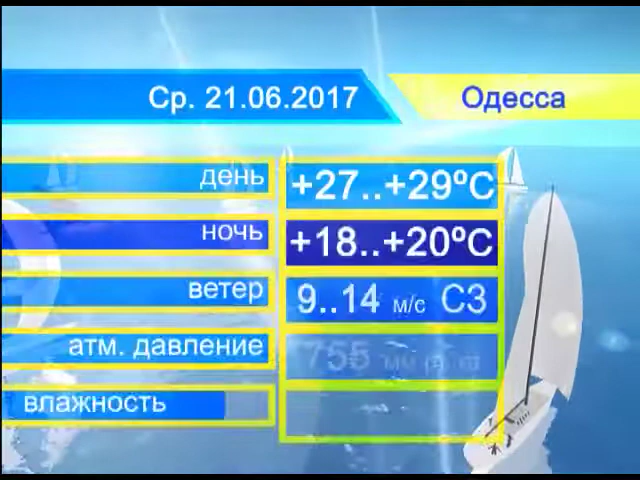 Ср. 21.06.2017
Одесса
день +27..+29ºC
ночь +18..+20ºC
ветер 9..14 м/с СЗ
атм. давление 755
влажность